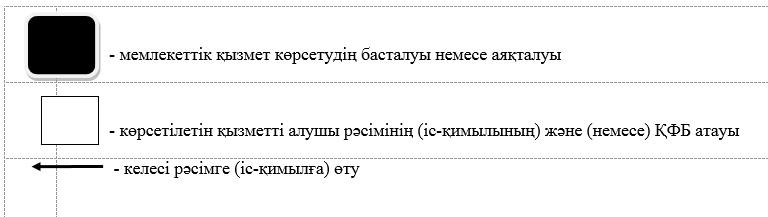 - мемлекеттік қызмет көрсетудің басталуы немесе аяқталуы
- көрсетілетін қызметті алушы рәсімінің (іс-қимылының) және (немесе) ҚФБ атауы
- келесі рәсімге (іс-қимылға) өту